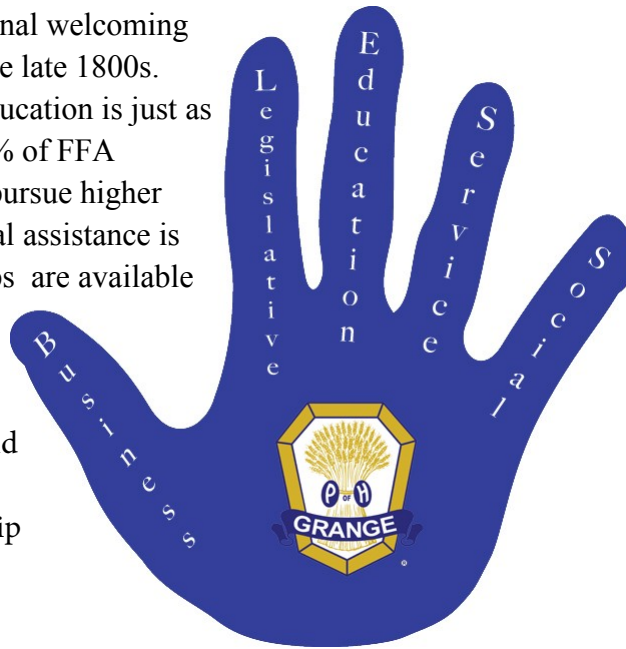 nal welcoming
e late 1800s.
ucation is just as
% of FFA
pursue higher
al assistance is
os are available
d
ip
Business
Legislative
Education
Service
Social
P OF H
GRANGE
®